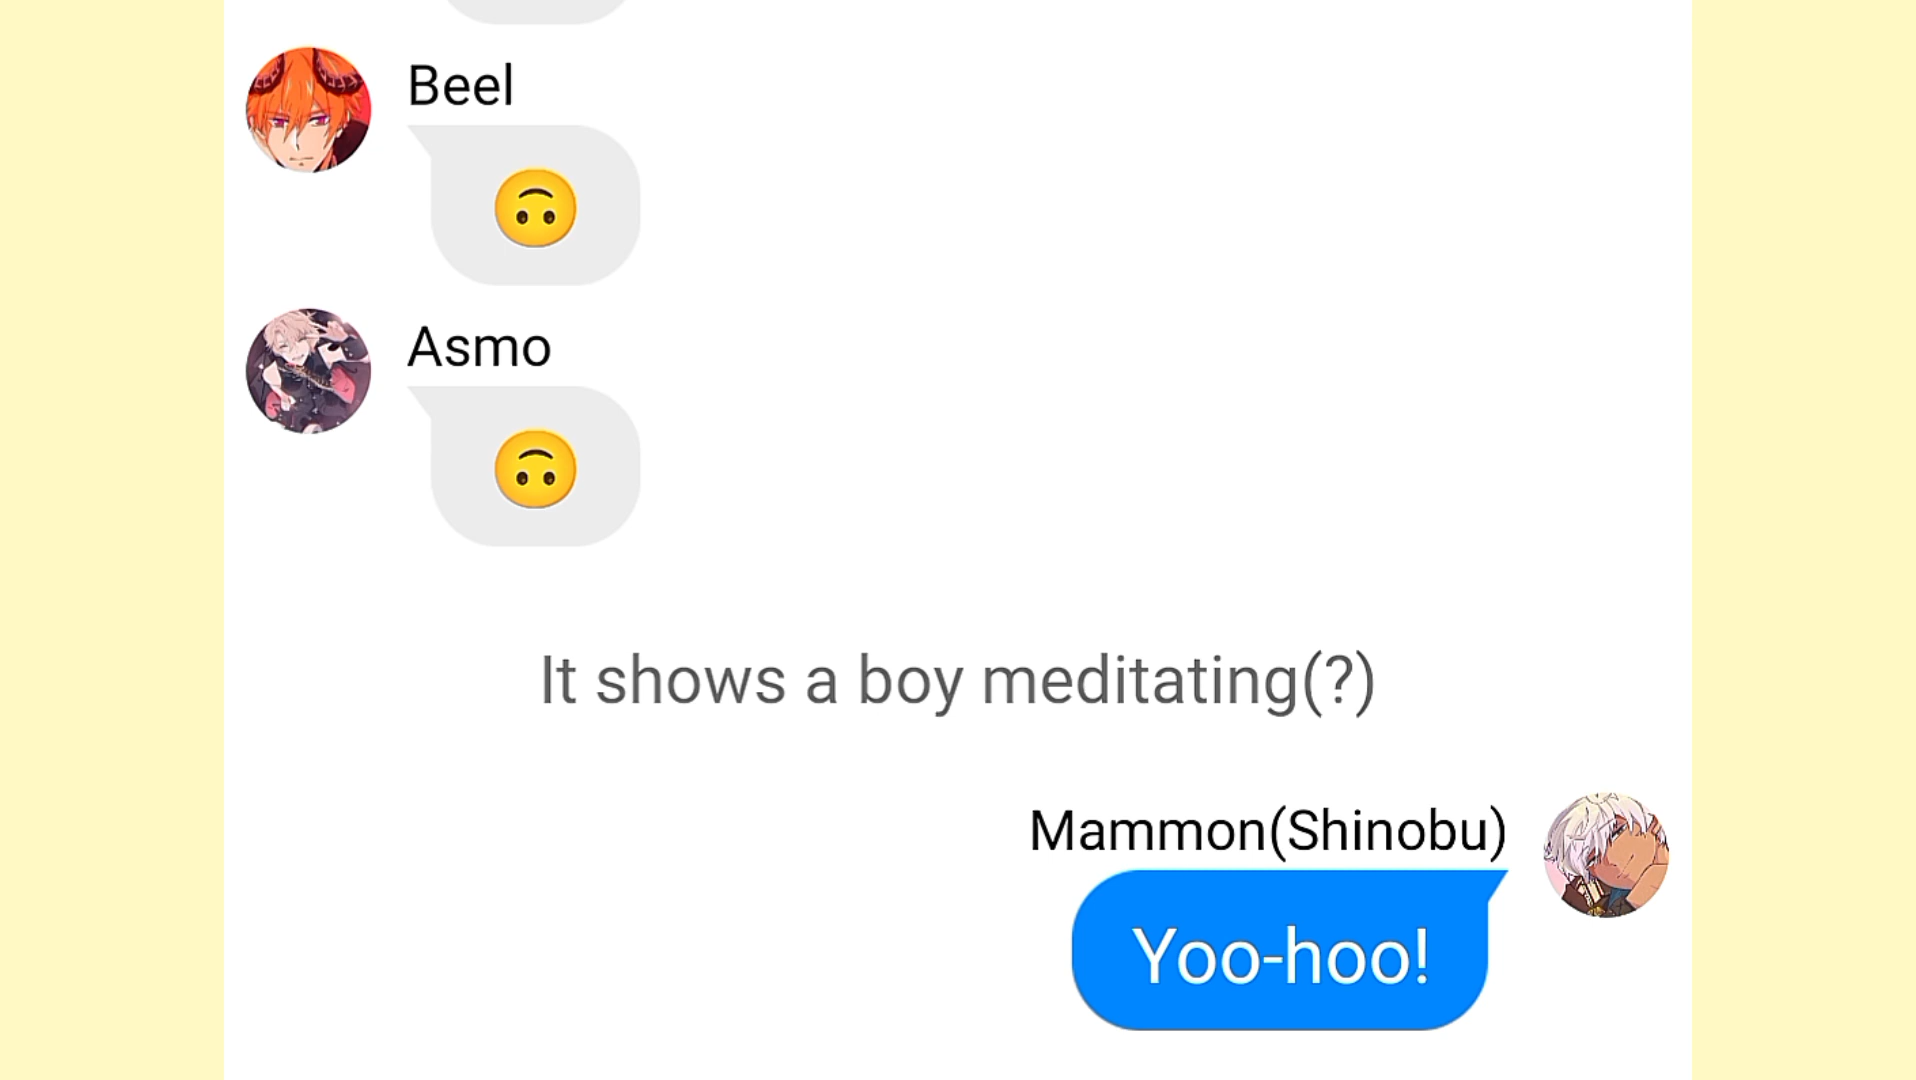 Beel
🙃
Asmo
🙃
It shows a boy meditating(?)
Mammon(Shinobu)
Yoo-hoo!